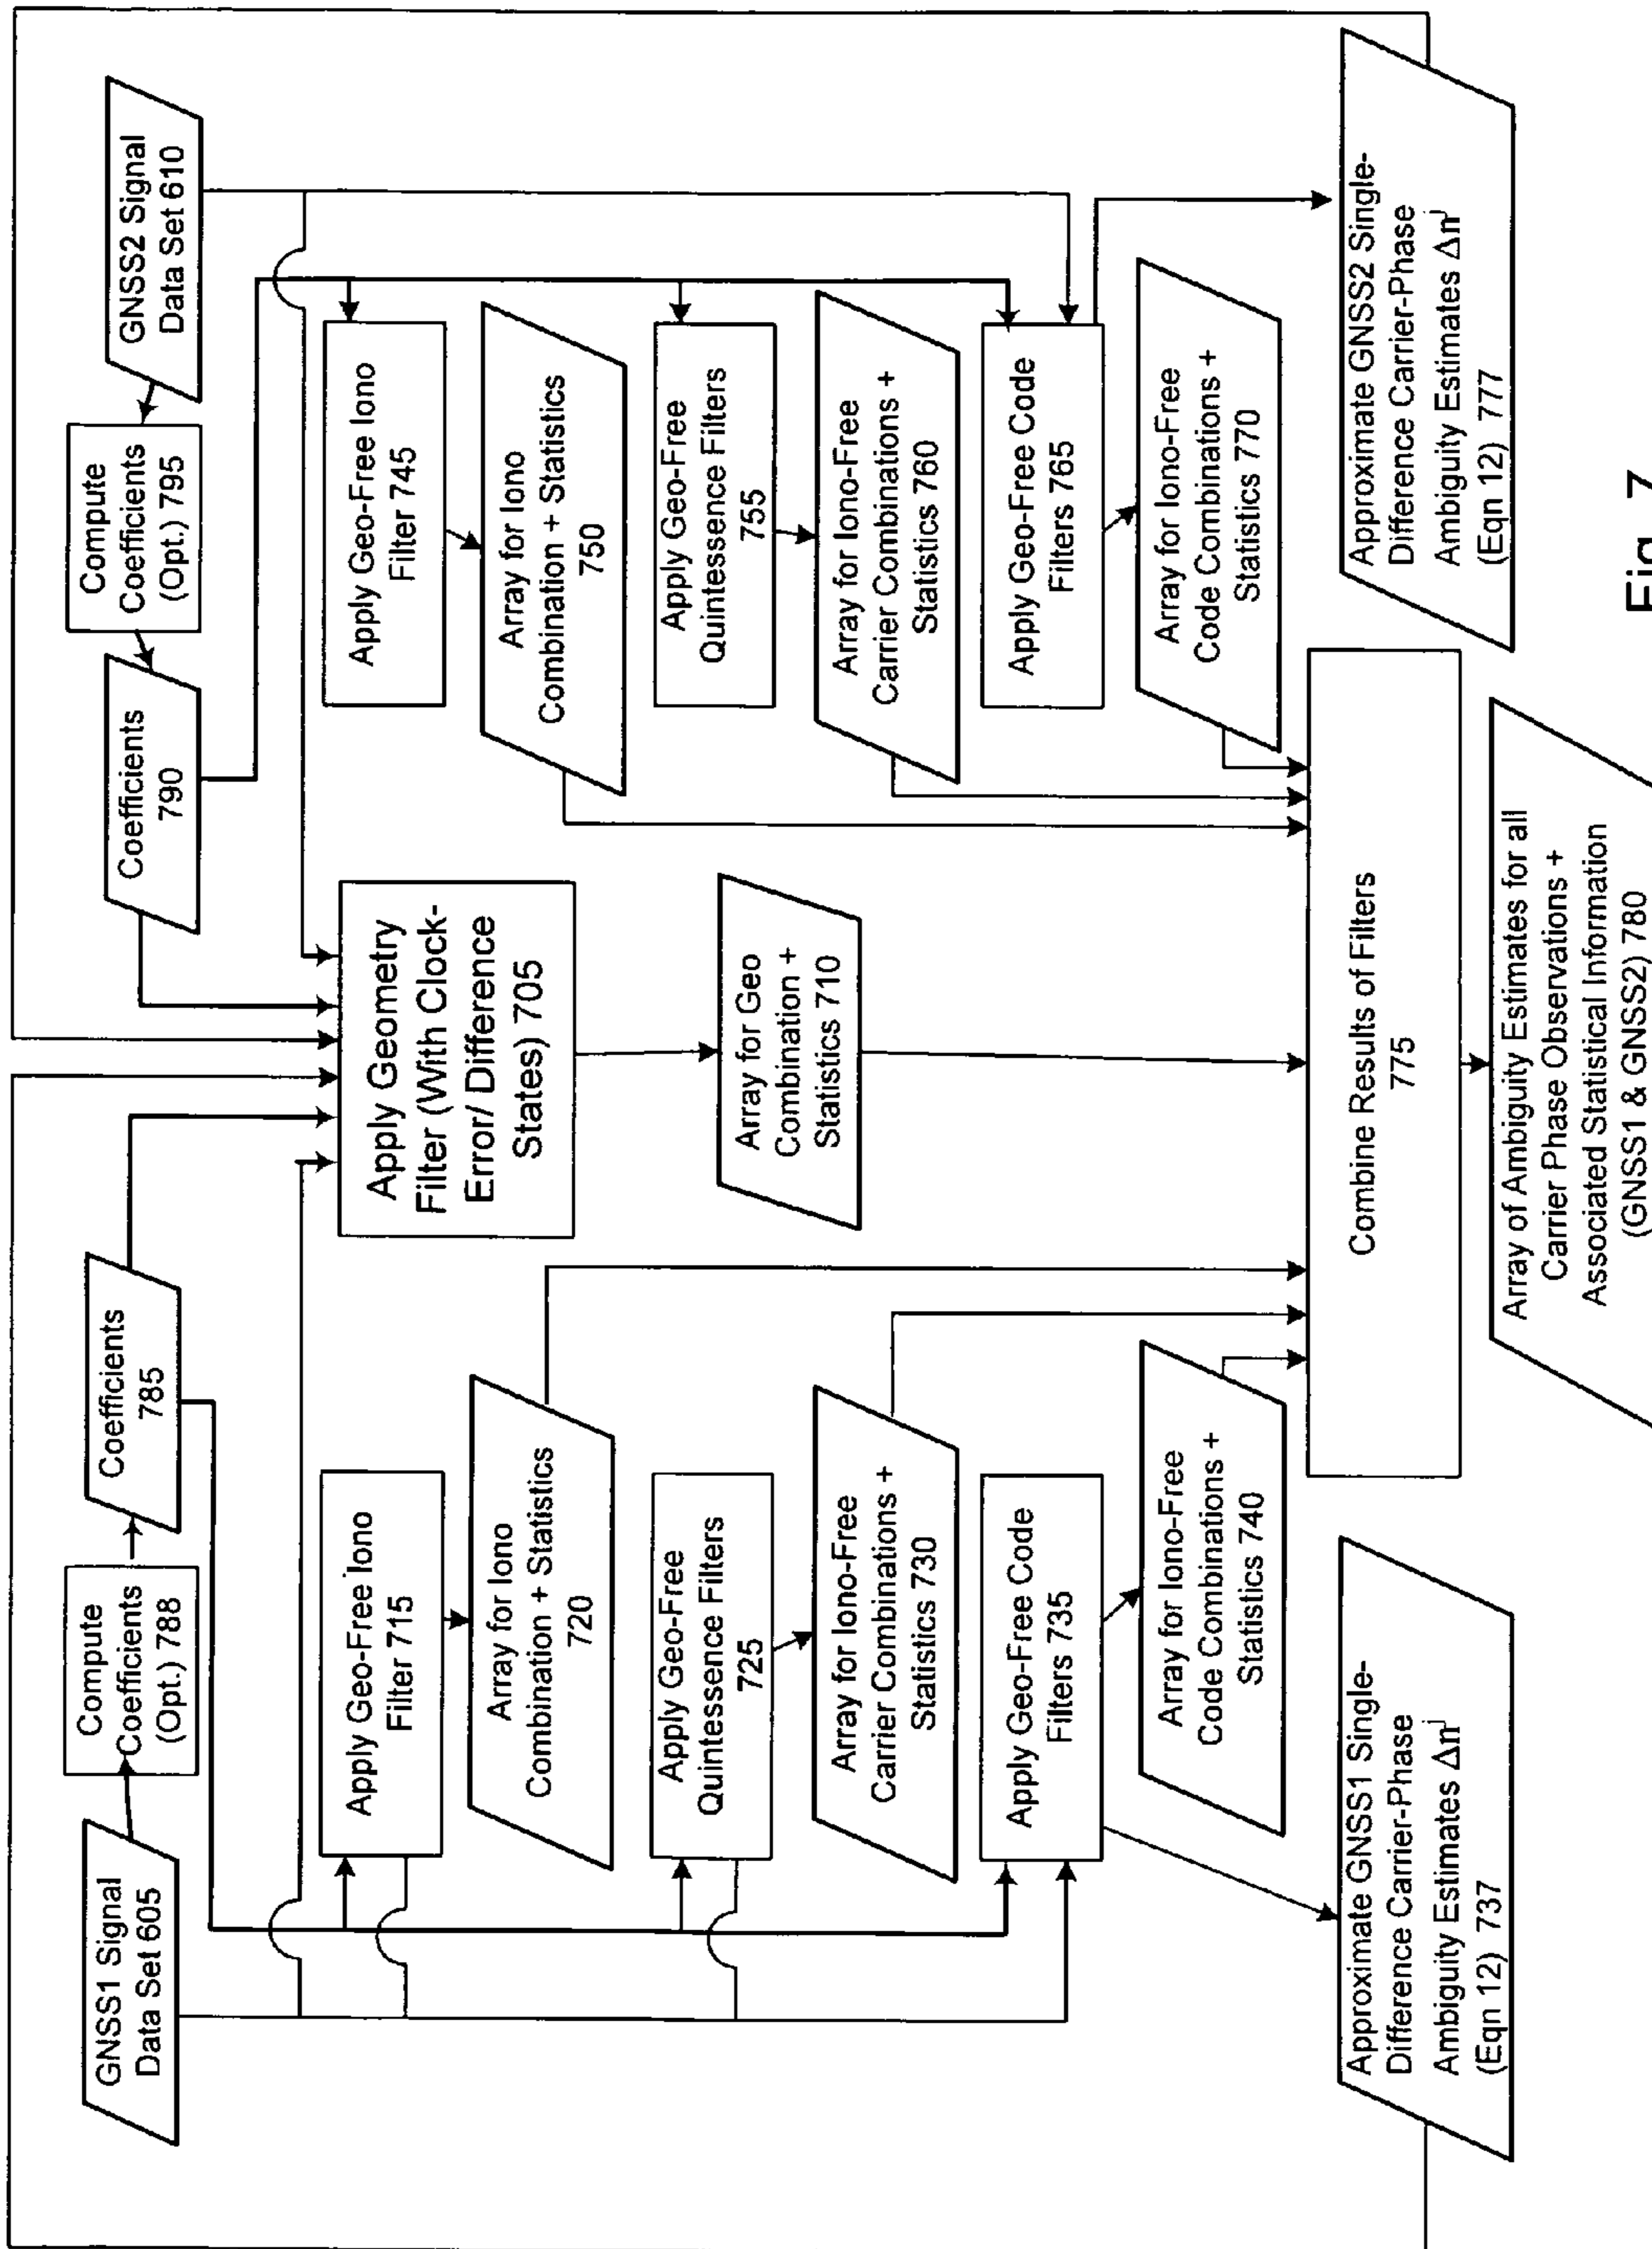 GNSS1 Signal
Data Set 605
Compute
Coefficients
(Opt.) 788
Coefficients
785
Coefficients
790
Compute
Coefficients
(Opt.) 795
GNSS2 Signal
Data Set 610
Apply Geo-Free Iono
Filter 715
Array for Iono
Combination + Statistics
720
Apply Geo-Free
Quintessence Filters
725
Array for Iono-Free
Carrier Combinations +
Statistics 730
Apply Geo-Free Code
Filters 735
Array for Iono-Free
Code Combinations +
Statistics 740
Approximate GNSS1 Single-
Difference Carrier-Phase
Ambiguity Estimates Δnʲ
(Eqn 12) 737
Apply Geometry
Filter (With Clock-
Error/ Difference
States) 705
Array for Geo
Combination +
Statistics 710
Apply Geo-Free Iono
Filter 745
Array for Iono
Combination + Statistics
750
Apply Geo-Free
Quintessence Filters
755
Array for Iono-Free
Carrier Combinations +
Statistics 760
Apply Geo-Free Code
Filters 765
Array for Iono-Free
Code Combinations +
Statistics 770
Approximate GNSS2 Single-
Difference Carrier-Phase
Ambiguity Estimates Δnʲ
(Eqn 12) 777
Combine Results of Filters
775
Array of Ambiguity Estimates for all
Carrier Phase Observations +
Associated Statistical Information
(GNSS1 & GNSS2) 780
Fig. 7